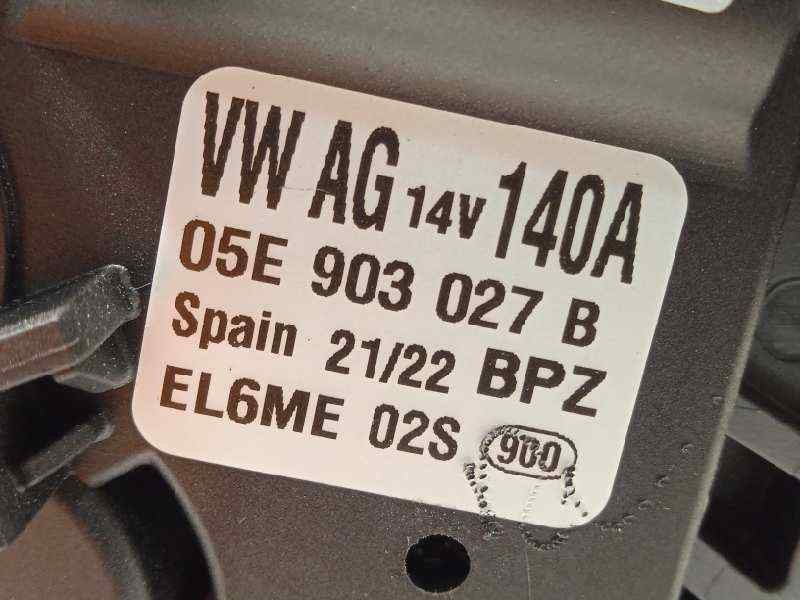 VW AG 14V 140A
05E 903 027 B
Spain 21/22 BPZ
EL6ME 02S 900